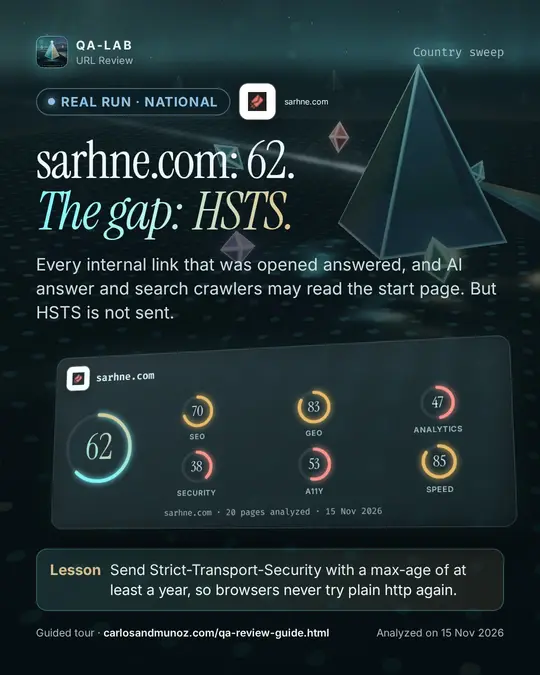 QA-LAB
URL Review
Country sweep
REAL RUN · NATIONAL
sarhne.com
sarhne.com: 62.
The gap: HSTS.
Every internal link that was opened answered, and AI
answer and search crawlers may read the start page. But
HSTS is not sent.
sarhne.com
62
70
SEO
83
GEO
47
ANALYTICS
38
SECURITY
53
A11Y
85
SPEED
sarhne.com · 20 pages analyzed · 15 Nov 2026
Lesson
Send Strict-Transport-Security with a max-age of at
least a year, so browsers never try plain http again.
Guided tour · carlosandmunoz.com/qa-review-guide.html
Analyzed on 15 Nov 2026